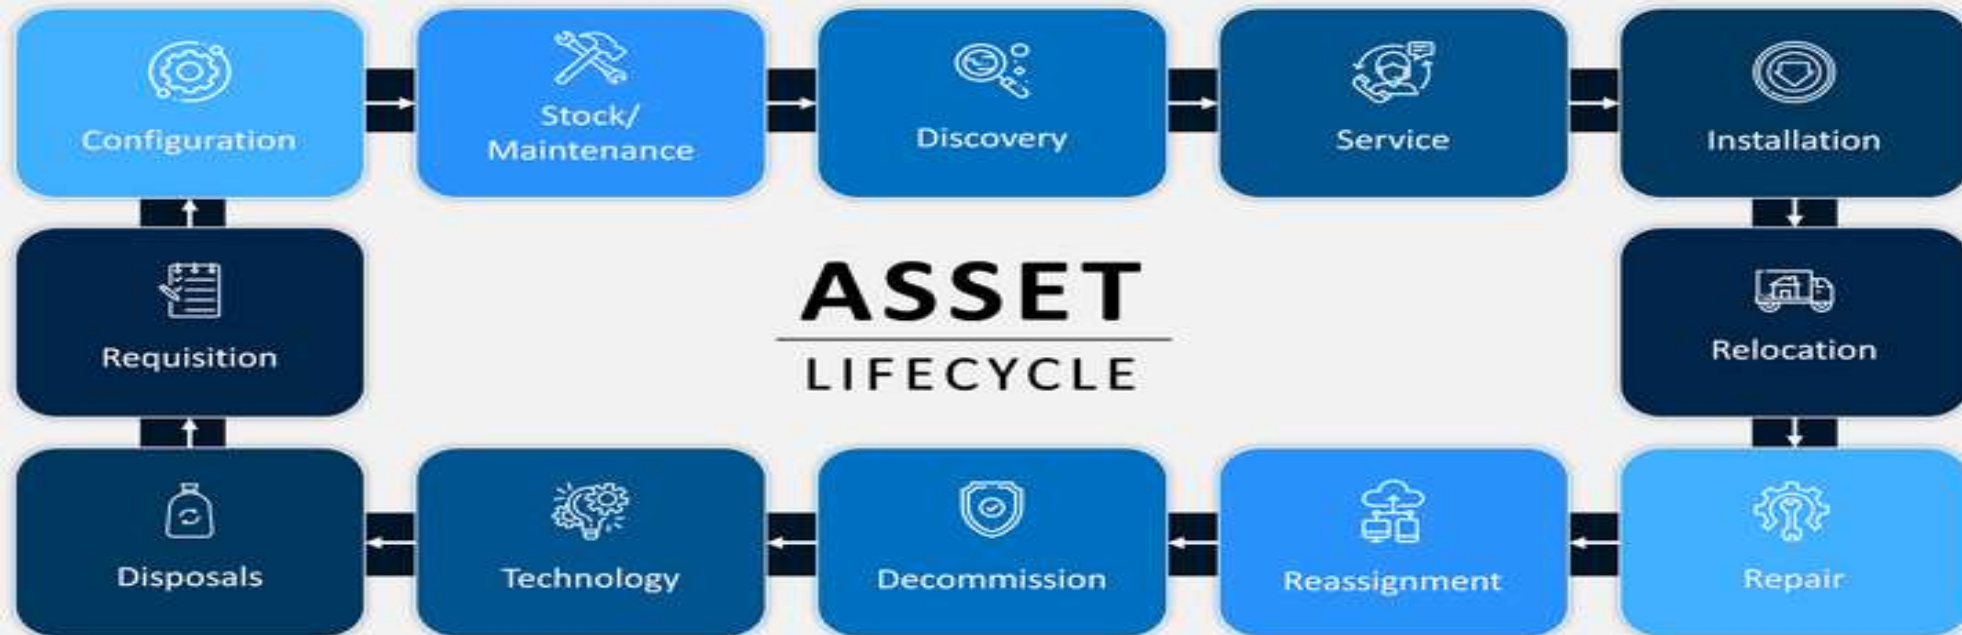 Configuration
Stock/
Maintenance
Discovery
Service
Installation
Requisition
ASSET
LIFECYCLE
Relocation
Disposals
Technology
Decommission
Reassignment
Repair